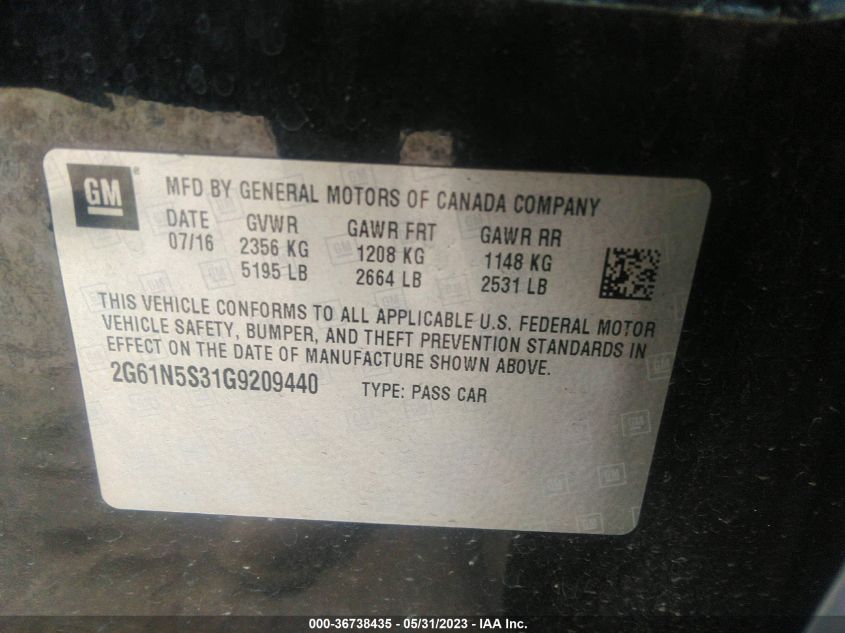 GM
MFD BY GENERAL MOTORS OF CANADA COMPANY
DATE GVWR GAWR FRT GAWR RR
07/16 2356 KG 1208 KG 1148 KG
5195 LB 2664 LB 2531 LB
THIS VEHICLE CONFORMS TO ALL APPLICABLE U.S. FEDERAL MOTOR
VEHICLE SAFETY, BUMPER, AND THEFT PREVENTION STANDARDS IN
EFFECT ON THE DATE OF MANUFACTURE SHOWN ABOVE.
2G61N5S31G9209440 TYPE: PASS CAR
000-36738435 - 05/31/2023 - IAA Inc.